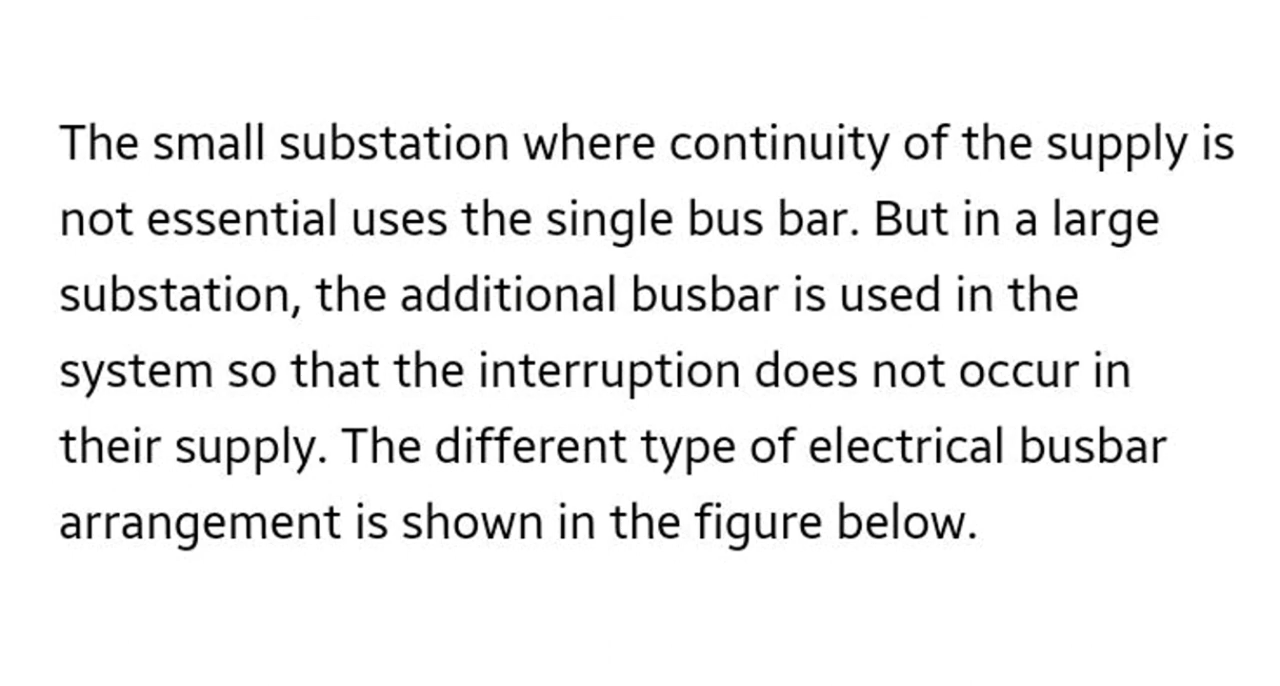 The small substation where continuity of the supply is
not essential uses the single bus bar. But in a large
substation, the additional busbar is used in the
system so that the interruption does not occur in
their supply. The different type of electrical busbar
arrangement is shown in the figure below.